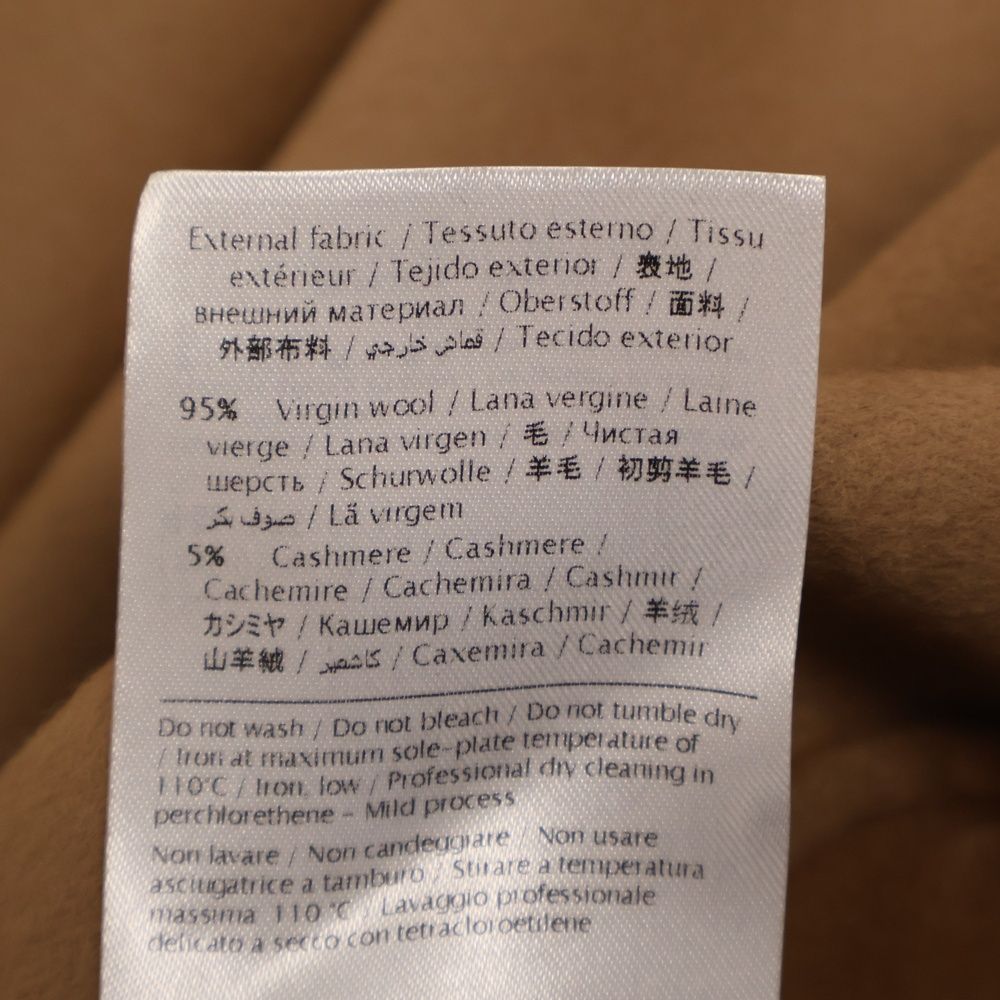 External fabric / Tessuto esterno / Tissu
extérieur / Tejido exterior / 表地 /
внешний материал / Oberstoff / 面料 /
外部布料 / قماش خارجي / Tecido exterior
95% Virgin wool / Lana vergine / Laine
vierge / Lana virgen / 毛 / Чистая
шерсть / Schurwolle / 羊毛 / 初剪羊毛 /
صوف بكر / Lã virgem
5% Cashmere / Cashmere /
Cachemire / Cachemira / Cashmir /
カシミヤ / Кашемир / Kaschmir / 羊绒 /
山羊絨 / كاشمير / Caxemira / Cachemir
Do not wash / Do not bleach / Do not tumble dry
/ Iron at maximum sole-plate temperature of
110°C / Iron, low / Professional dry cleaning in
perchlorethene – Mild process
Non lavare / Non candeggiare / Non usare
asciugatrice a tamburo / Stirare a temperatura
massima 110 °C / Lavaggio professionale
delicato a secco con tetracloroetilene